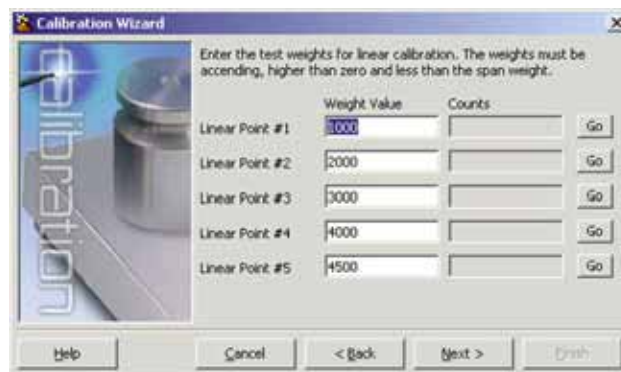 Calibration Wizard
Enter the test weights for linear calibration. The weights must be
accending, higher than zero and less than the span weight.
Weight Value Counts
Linear Point #1 1000 Go
Linear Point #2 2000 Go
Linear Point #3 3000 Go
Linear Point #4 4000 Go
Linear Point #5 4500 Go
calibration
Help Cancel < Back Next > Finish